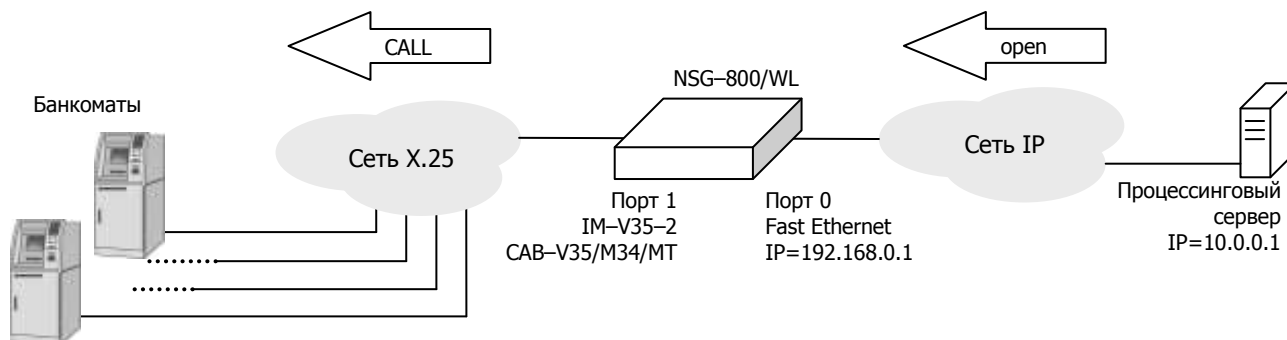 CALL
open
NSG–800/WL
Банкоматы
Сеть X.25
Сеть IP
Порт 1
IM–V35–2
CAB–V35/M34/MT
Порт 0
Fast Ethernet
IP=192.168.0.1
Процессинговый
сервер
IP=10.0.0.1